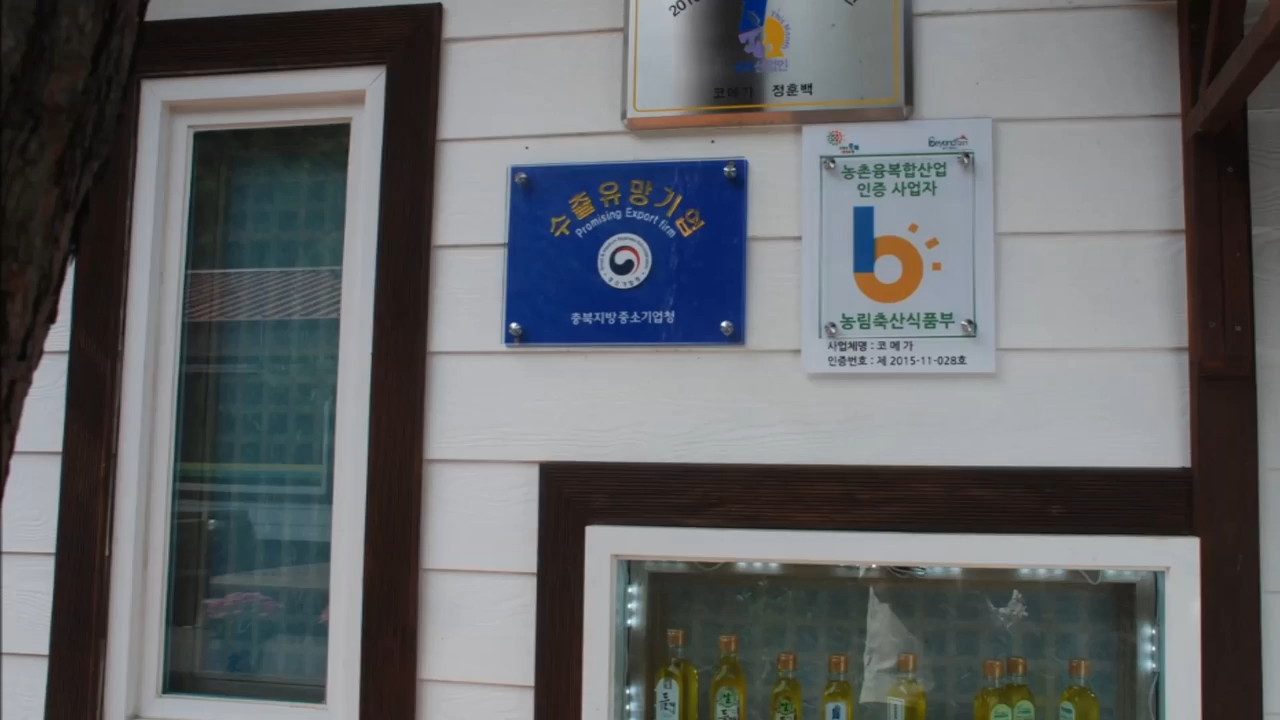 코메가 정훈백
수출유망기업
Promising Export firm
충북지방중소기업청
beyond farm
농촌융복합산업
인증 사업자
농림축산식품부
사업체명 : 코메가
인증번호 : 제 2015-11-028호